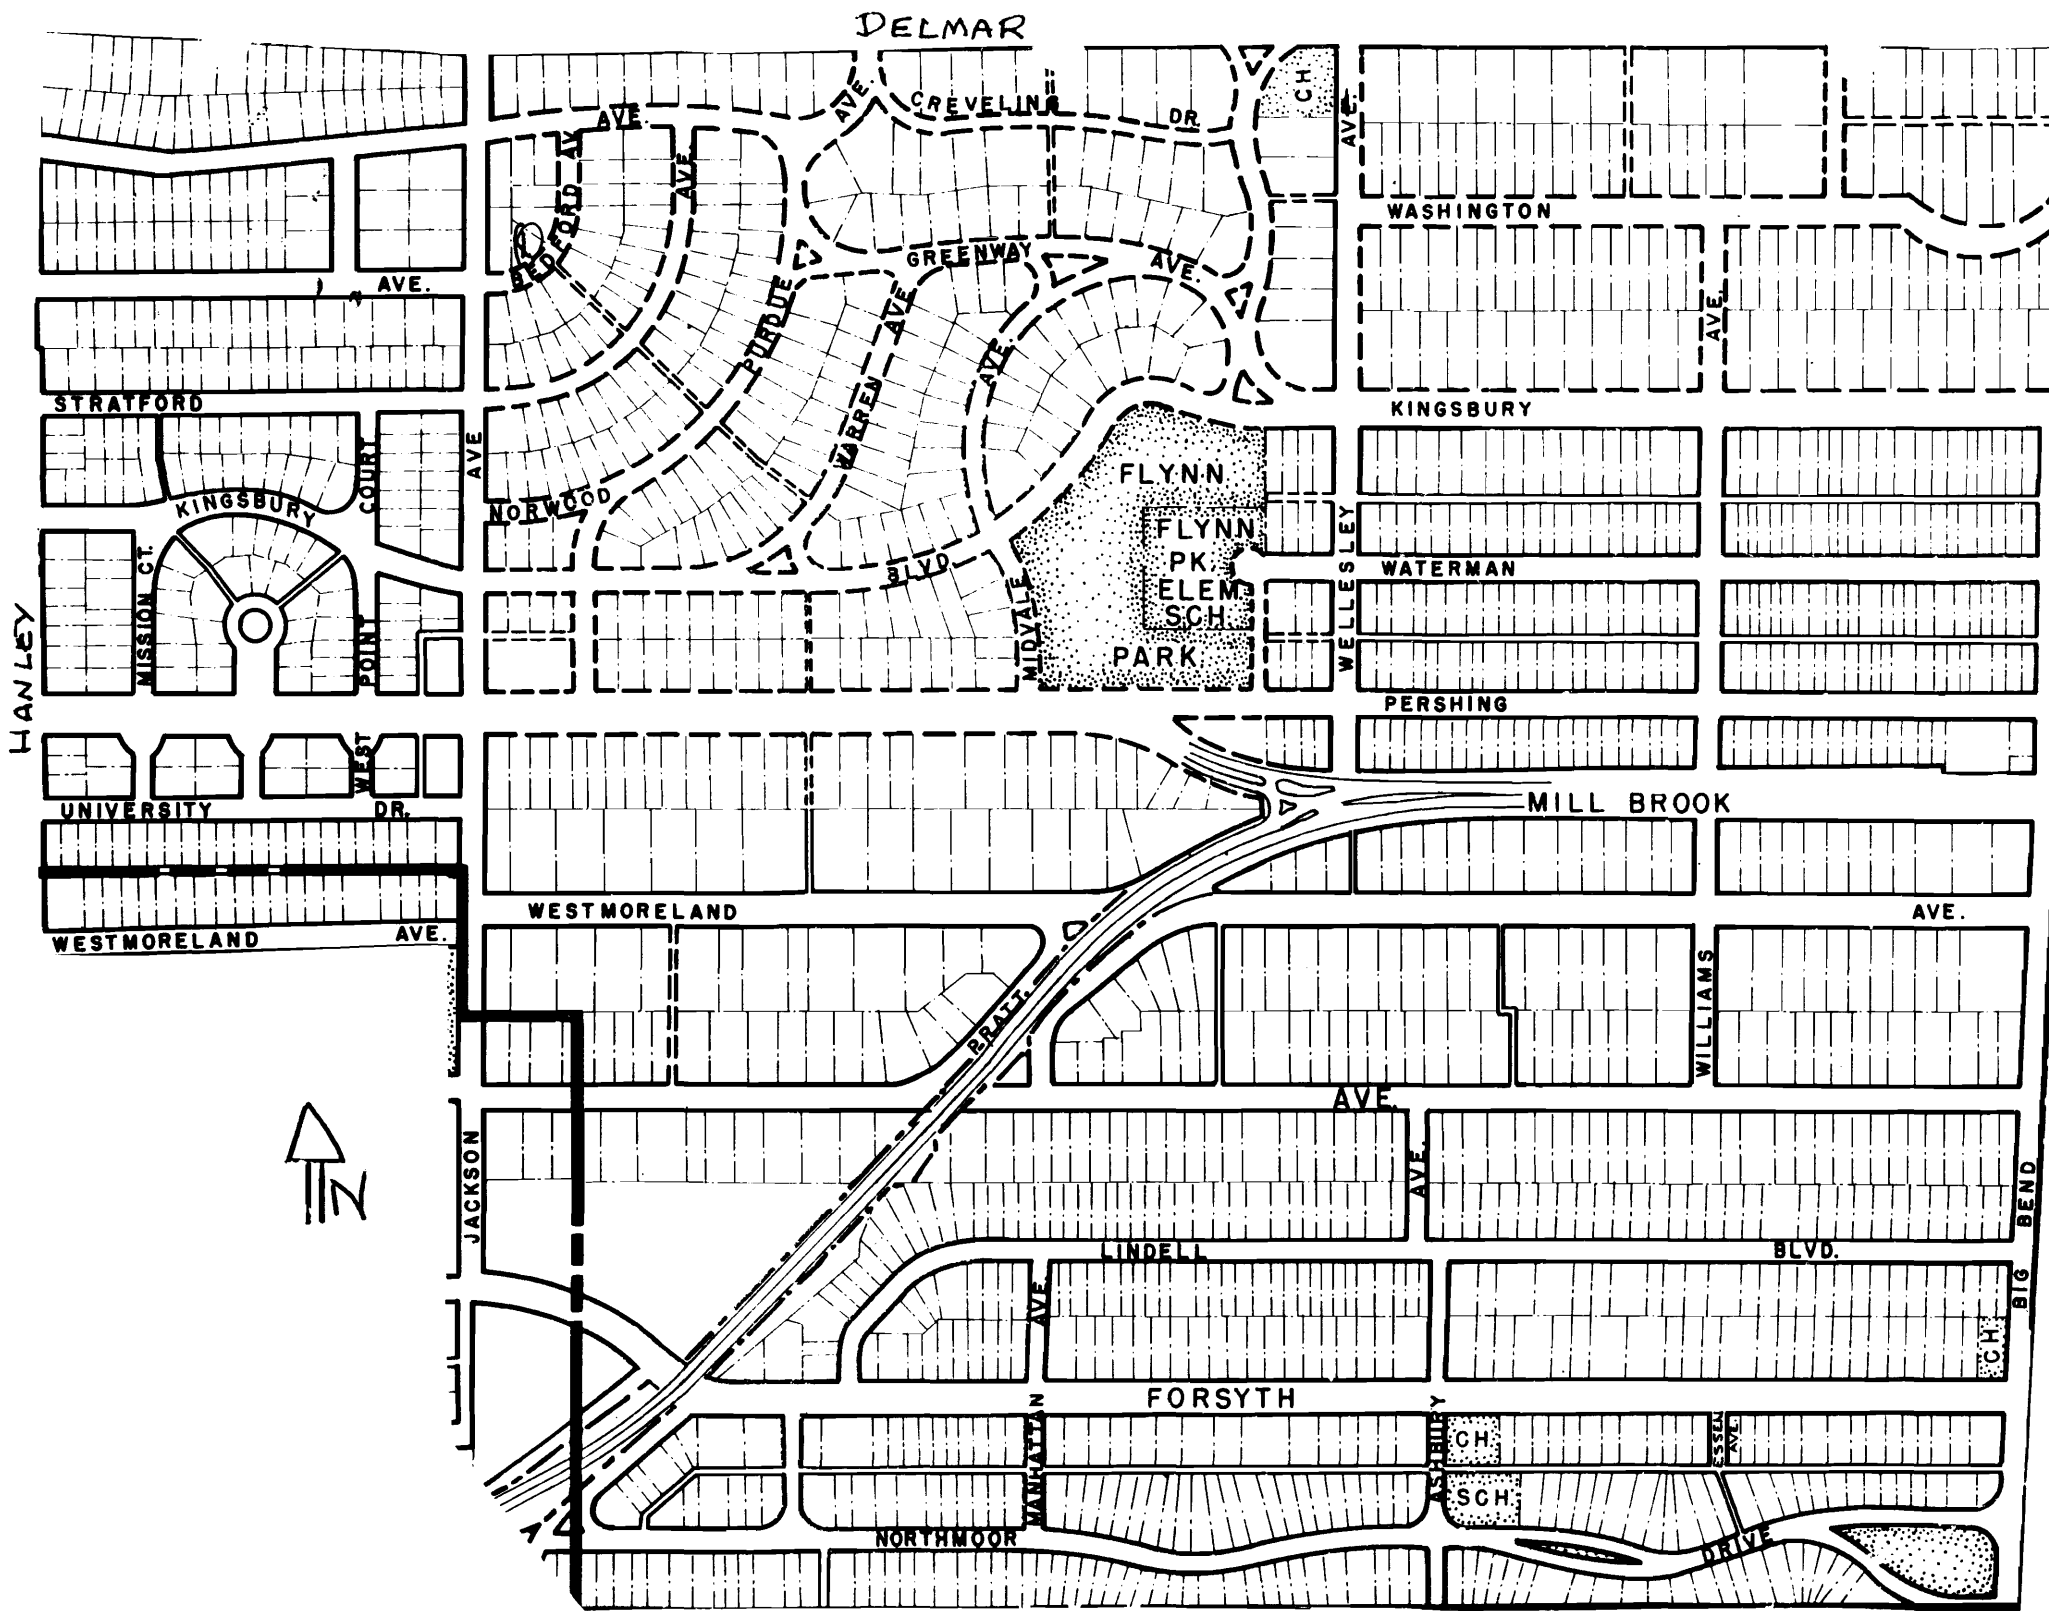 DELMAR
CH
CREVELING
AVE.
AVE.
DR.
AVE.
AVE.
FORD AV
BED
WASHINGTON
GREENWAY
AVE.
AVE.
PURDUE
AVE
AVE.
AVE.
STRATFORD
KINGSBURY
COURT
AVE
WARREN
FLYNN
KINGSBURY
NORWOOD
FLYNN
PK.
ELEM
SCH.
PARK
WELLESLEY
WATERMAN
BLVD
MISSION CT.
POINT
MIDVALE
HANLEY
PERSHING
WEST
UNIVERSITY
DR.
MILL BROOK
WESTMORELAND
AVE.
WESTMORELAND
AVE.
WILLIAMS
PRATT.
AVE.
N
JACKSON
AVE.
BIG BEND
LINDELL
BLVD.
AVE
CH
FORSYTH
MANHATTAN
ASHBURY
CH
ESSEX
AVE.
SCH.
NORTHMOOR
DRIVE